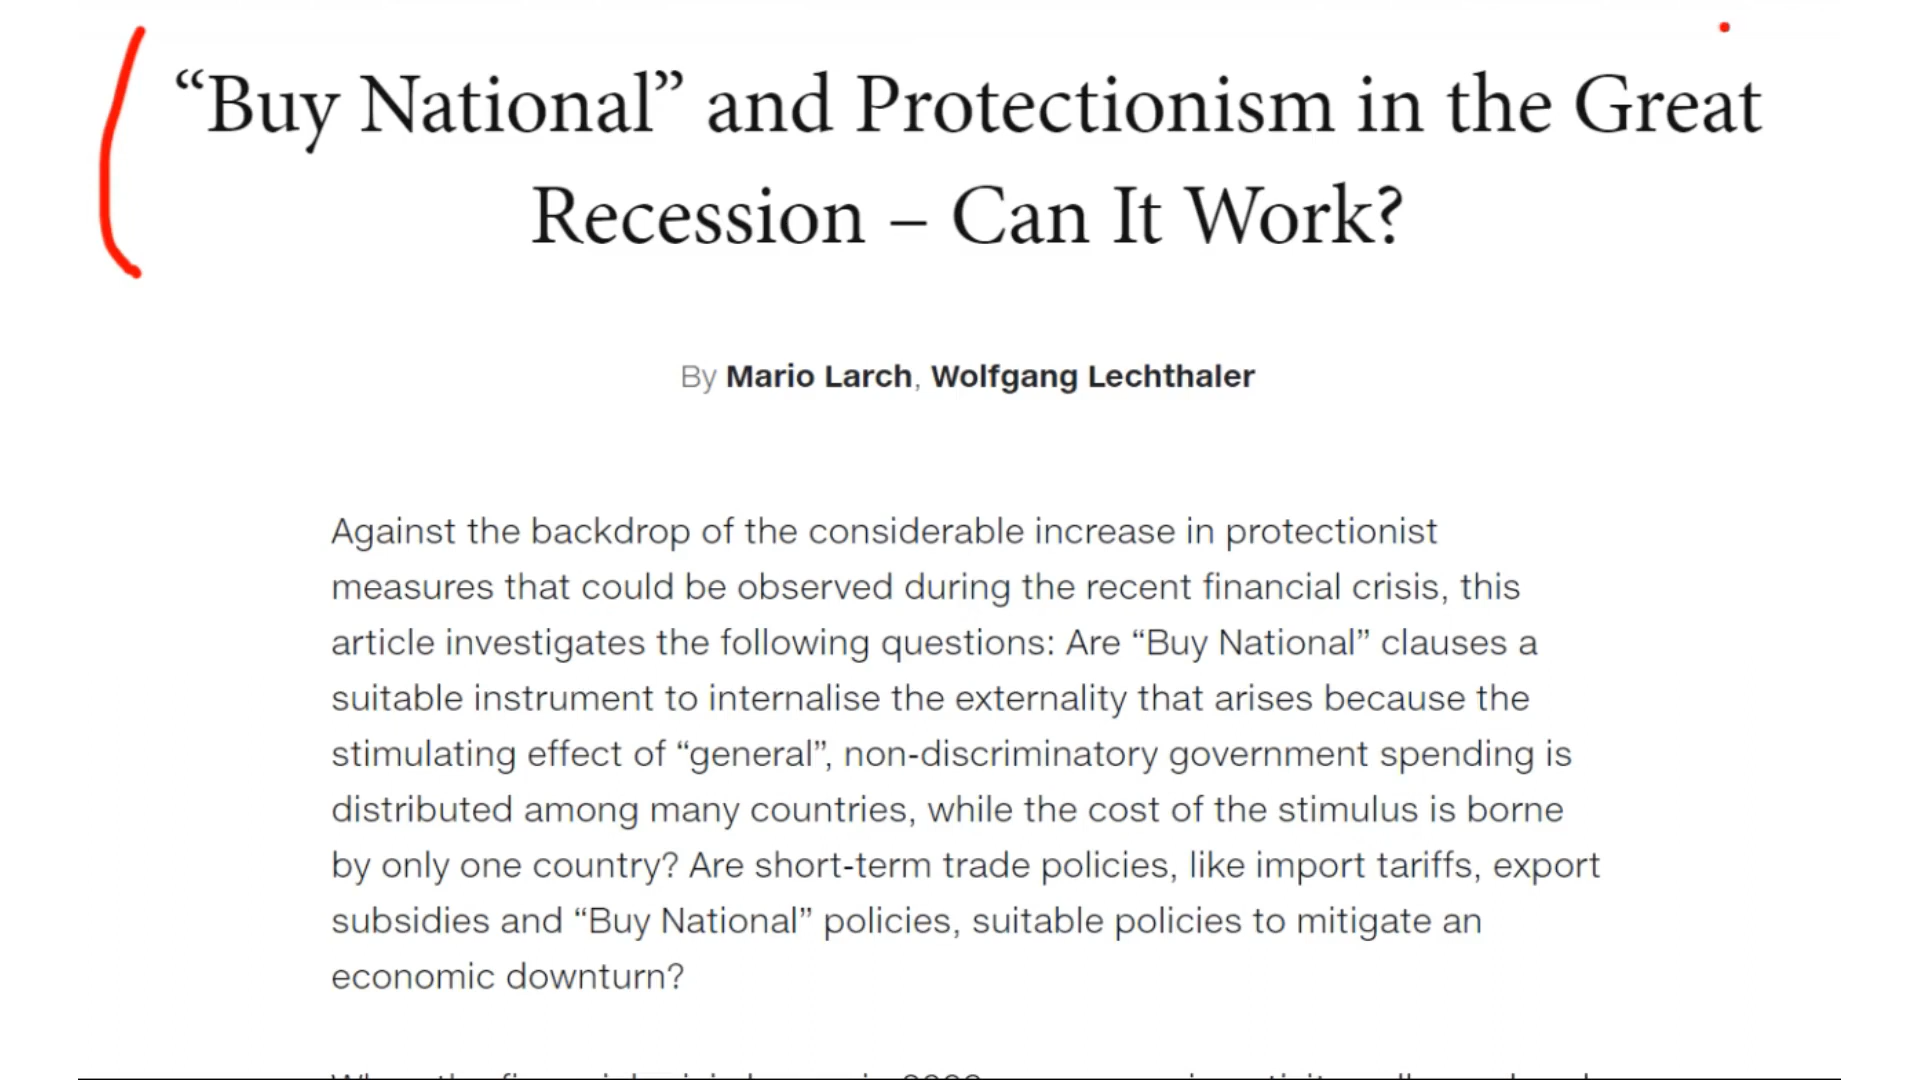 “Buy National” and Protectionism in the Great
Recession – Can It Work?
By Mario Larch, Wolfgang Lechthaler
Against the backdrop of the considerable increase in protectionist
measures that could be observed during the recent financial crisis, this
article investigates the following questions: Are “Buy National” clauses a
suitable instrument to internalise the externality that arises because the
stimulating effect of “general”, non-discriminatory government spending is
distributed among many countries, while the cost of the stimulus is borne
by only one country? Are short-term trade policies, like import tariffs, export
subsidies and “Buy National” policies, suitable policies to mitigate an
economic downturn?